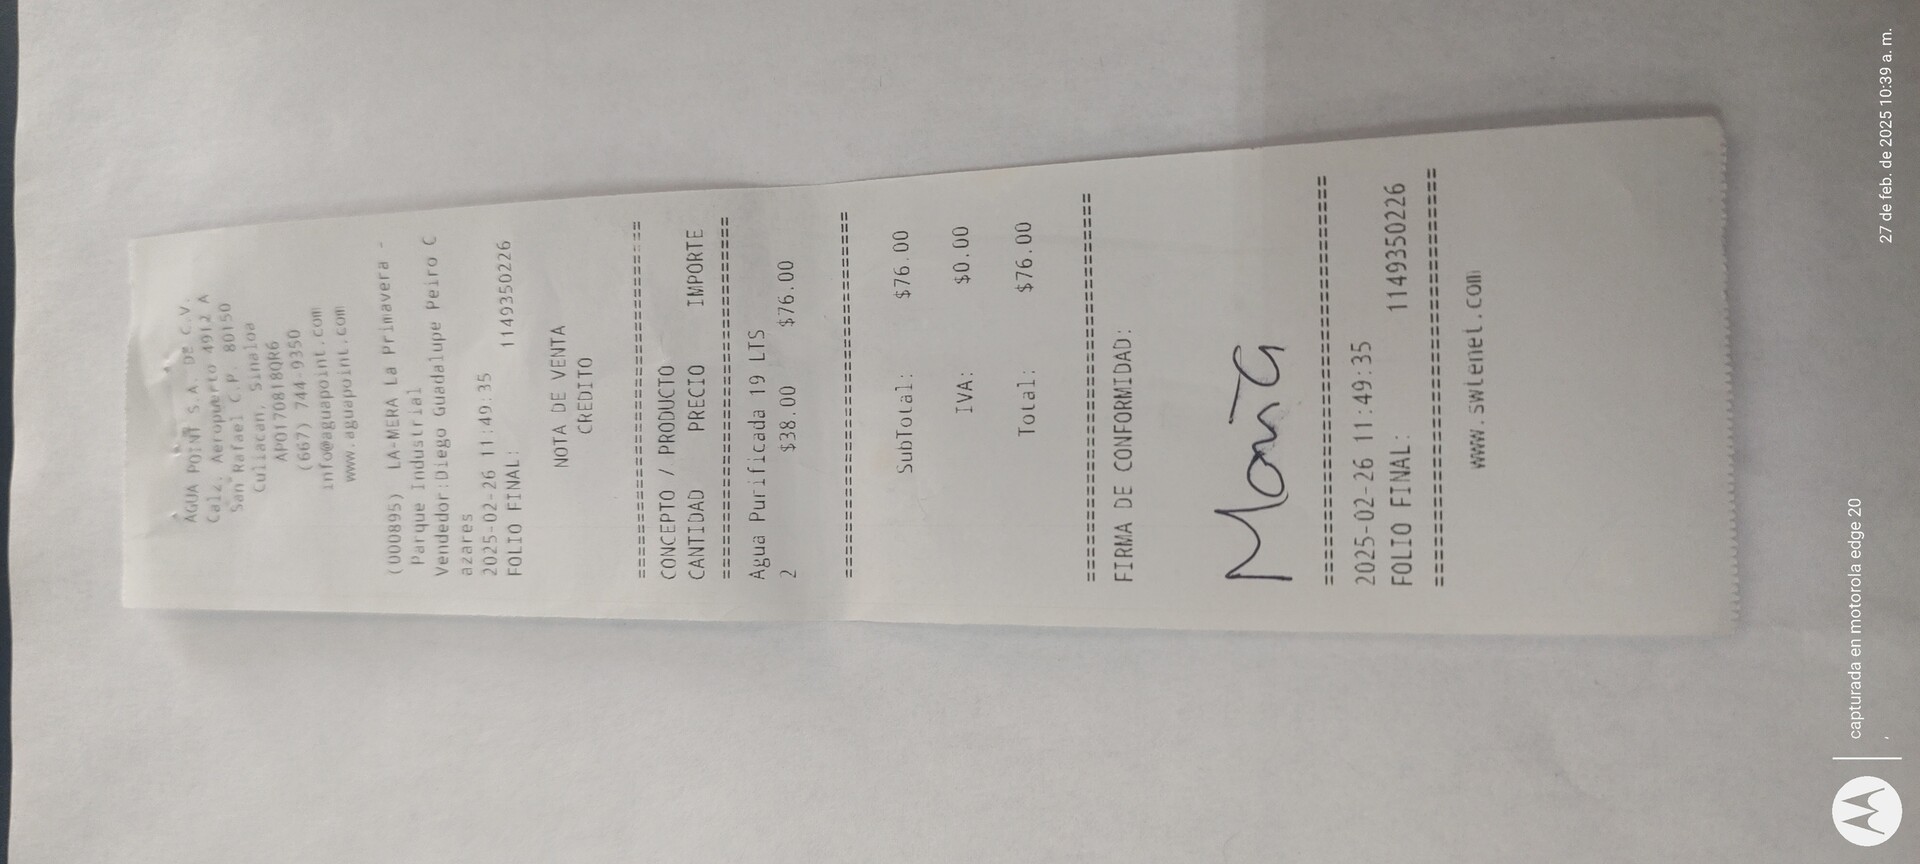 AGUA POINT S.A. DE C.V.
Calz. Aeropuerto 4912 A
San Rafael C.P. 80150
Culiacan, Sinaloa
APO170818QR6
(667) 744-9350
info@aguapoint.com
www.aguapoint.com
(000895) LA-MERA La Primavera -
Parque Industrial
Vendedor:Diego Guadalupe Peiro C
azares
2025-02-26 11:49:35
FOLIO FINAL: 1149350226
NOTA DE VENTA
CREDITO
================================
CONCEPTO / PRODUCTO
CANTIDAD PRECIO IMPORTE
================================
Agua Purificada 19 LTS
2 $38.00 $76.00
================================
SubTotal: $76.00
IVA: $0.00
Total: $76.00
================================
FIRMA DE CONFORMIDAD:
================================
2025-02-26 11:49:35
FOLIO FINAL: 1149350226
================================
www.swtenet.com
capturada en motorola edge 20
27 de feb. de 2025 10:39 a. m.